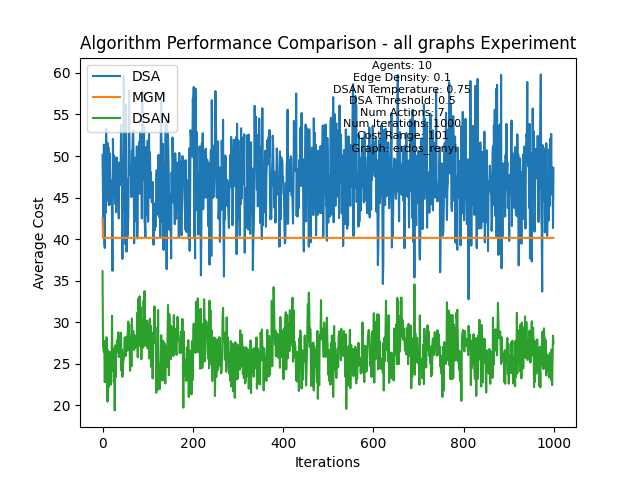 Algorithm Performance Comparison - all graphs Experiment
DSA
MGM
DSAN
Agents: 10
Edge Density: 0.1
DSAN Temperature: 0.75
DSA Threshold: 0.5
Num Actions: 7
Num Iterations: 1000
Cost Range: 101
Graph: erdos_renyi
Average Cost
60
55
50
45
40
35
30
25
20
0 200 400 600 800 1000
Iterations